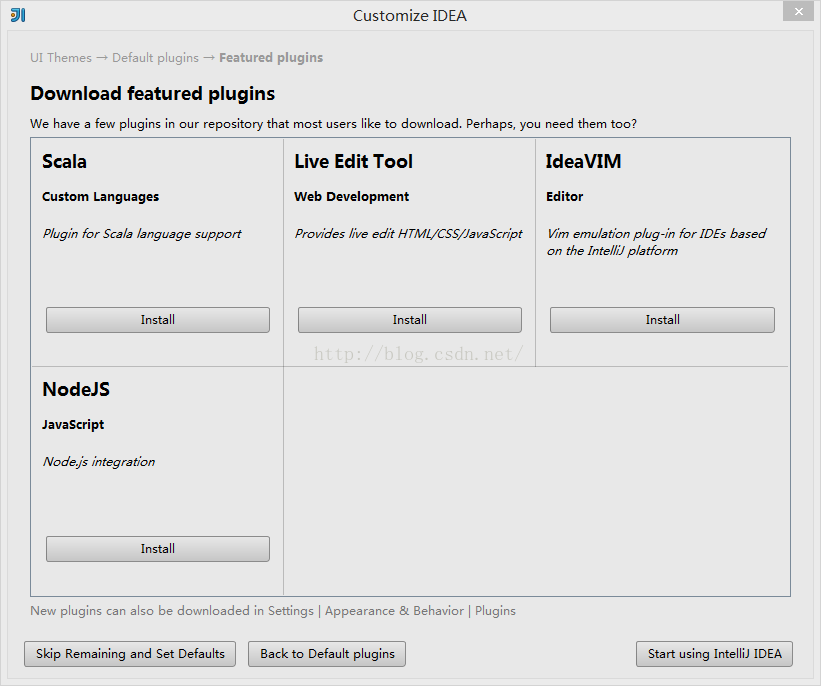 Customize IDEA
UI Themes → Default plugins → Featured plugins
Download featured plugins
We have a few plugins in our repository that most users like to download. Perhaps, you need them too?
Scala
Custom Languages
Plugin for Scala language support
Install
Live Edit Tool
Web Development
Provides live edit HTML/CSS/JavaScript
Install
IdeaVIM
Editor
Vim emulation plug-in for IDEs based
on the IntelliJ platform
Install
http://blog.csdn.net/
NodeJS
JavaScript
Node.js integration
Install
New plugins can also be downloaded in Settings | Appearance & Behavior | Plugins
Skip Remaining and Set Defaults
Back to Default plugins
Start using IntelliJ IDEA